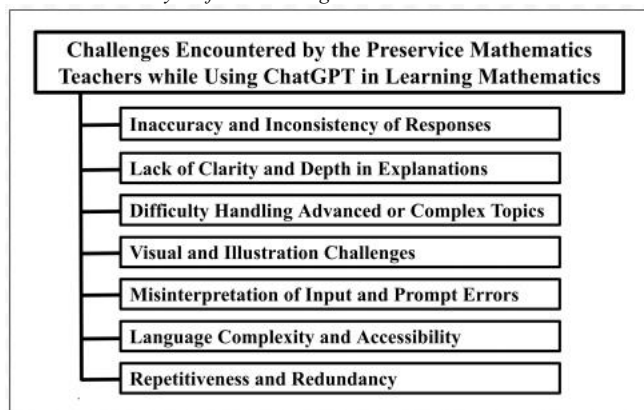 Challenges Encountered by the Preservice Mathematics
Teachers while Using ChatGPT in Learning Mathematics
Inaccuracy and Inconsistency of Responses
Lack of Clarity and Depth in Explanations
Difficulty Handling Advanced or Complex Topics
Visual and Illustration Challenges
Misinterpretation of Input and Prompt Errors
Language Complexity and Accessibility
Repetitiveness and Redundancy